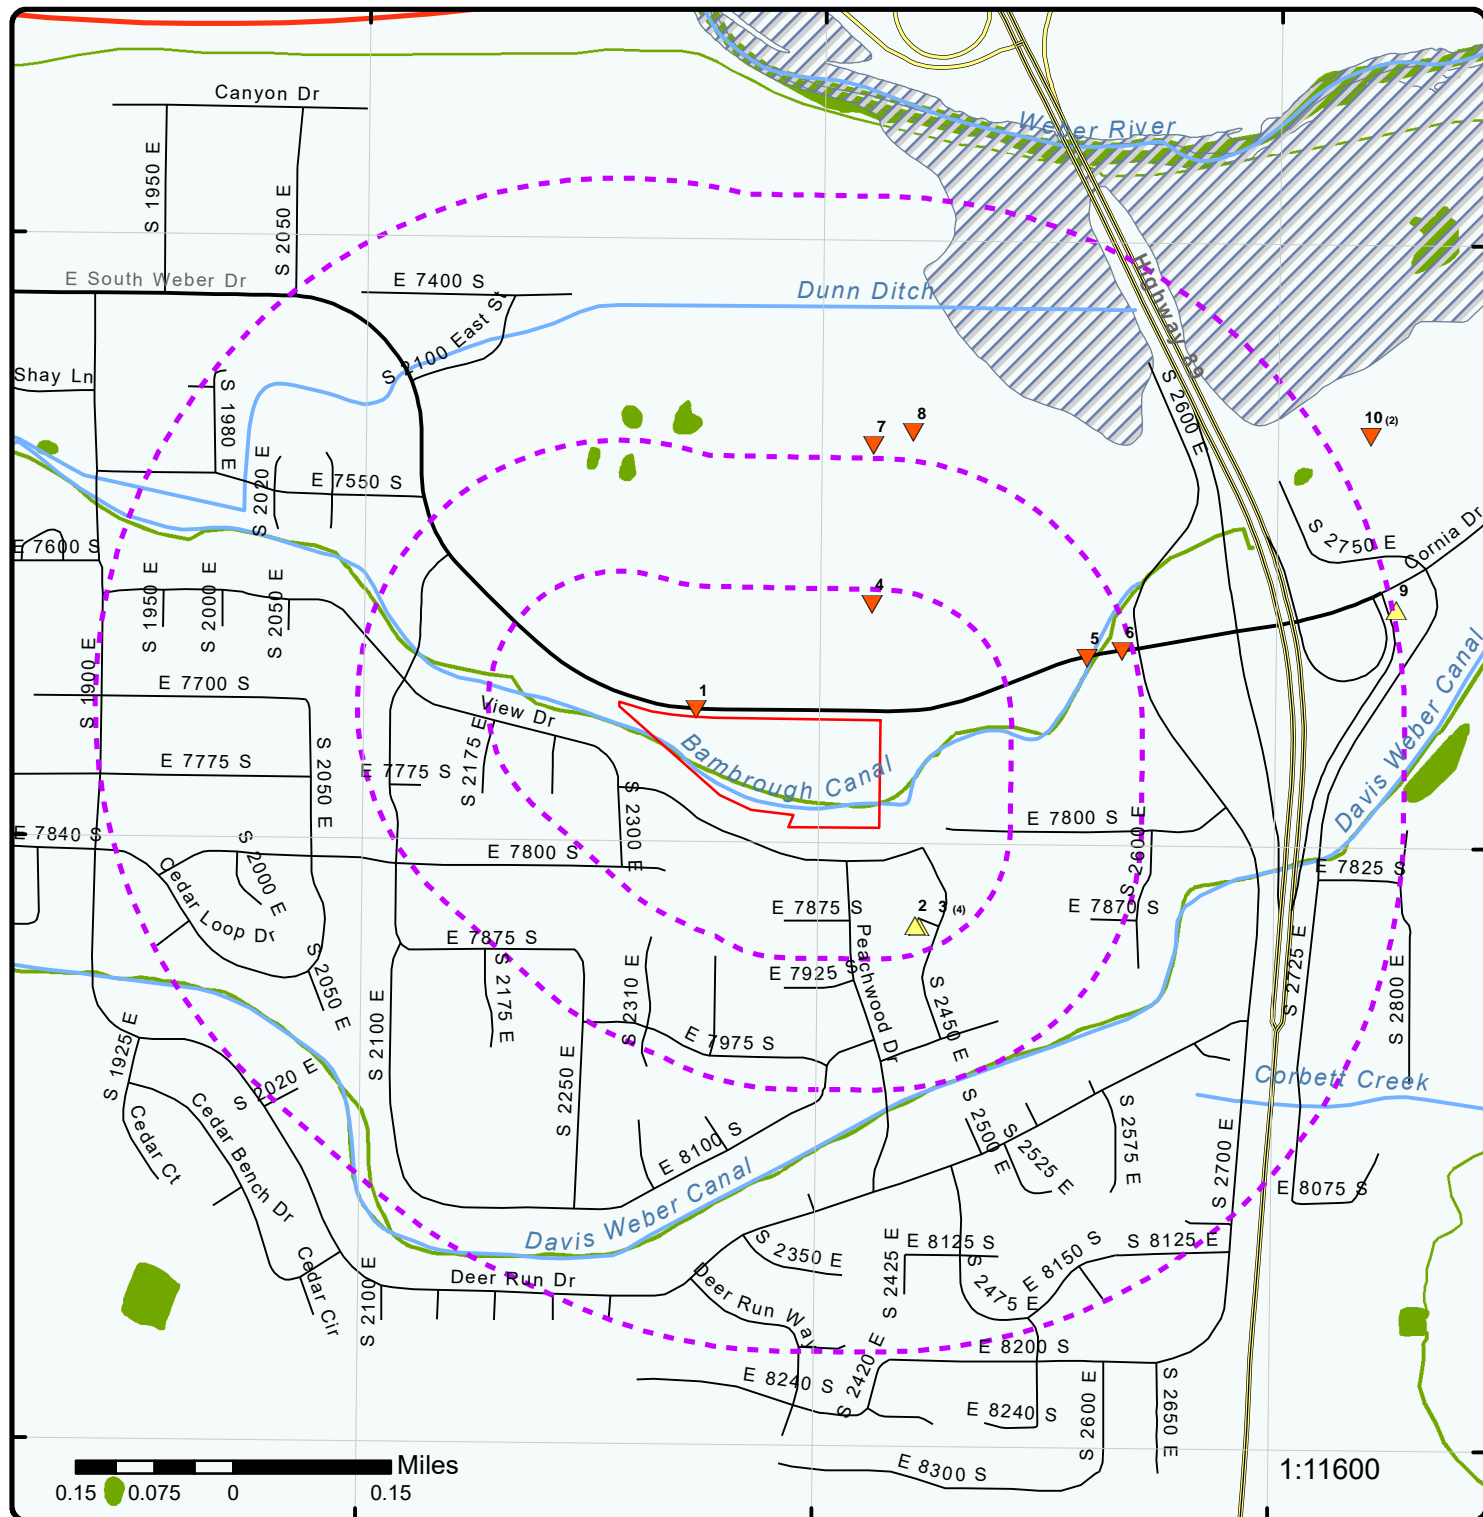 Canyon Dr
Weber River
S 1950 E
S 2050 E
E South Weber Dr
E 7400 S
Dunn Ditch
Highway 89
S 2100 East St
Shay Ln
S 1980 E
S 2600 E
7
8
10 (2)
S 2020 E
E 7550 S
S 2750 E
Cornia Dr
E 7600 S
S 1950 E
S 2000 E
S 2050 E
4
9
5
6
S 1900 E
E 7700 S
View Dr
1
Davis Weber Canal
S 2175 E
Bambrough Canal
E 7775 S
E 7775 S
S 2050 E
S 2300 E
E 7800 S
S 2600 E
E 7840 S
S 2000 E
E 7800 S
Cedar Loop Dr
E 7825 S
E 7875 S
2
3 (4)
E 7870 S
E 7875 S
Peachwood Dr
S 2725 E
S 2050 E
S 2175 E
S 2310 E
E 7925 S
S 2450 E
S 2800 E
S 1925 E
S 2100 E
S 2250 E
E 7975 S
Corbett Creek
S 2020 E
Cedar Ct
Cedar Bench Dr
E 8100 S
S 2500 E
S 2525 E
S 2575 E
S 2700 E
E 8075 S
Davis Weber Canal
S 2350 E
S 2425 E
E 8125 S
S 8125 E
E 8150 S
S 2475 E
Cedar Cir
S 2100 E
Deer Run Dr
Deer Run Way
E 8200 S
E 8240 S
S 2420 E
E 8240 S
S 2600 E
S 2650 E
E 8300 S
Miles
0.15 0.075 0 0.15
1:11600